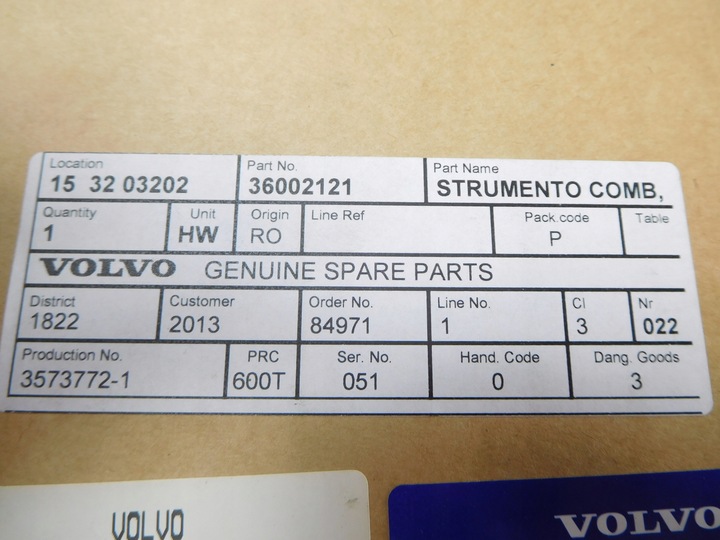 Location Part No. Part Name
15 32 03202 36002121 STRUMENTO COMB,
Quantity Unit Origin Line Ref Pack.code Table
1 HW RO P
VOLVO GENUINE SPARE PARTS
District Customer Order No. Line No. Cl Nr
1822 2013 84971 1 3 022
Production No. PRC Ser. No. Hand. Code Dang. Goods
3573772-1 600T 051 0 3
VOLVO VOLVO